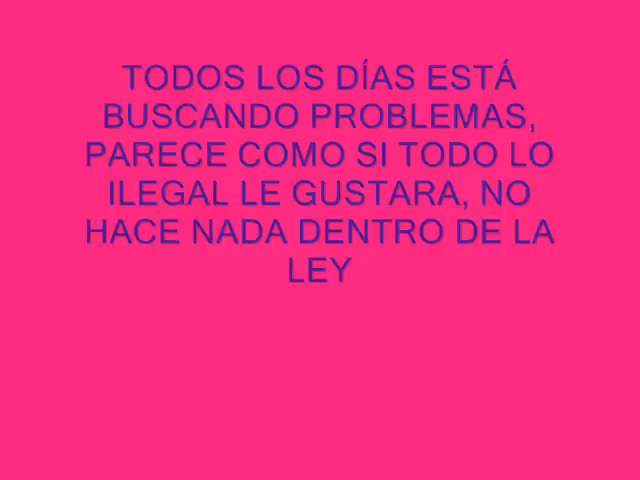 TODOS LOS DÍAS ESTÁ
BUSCANDO PROBLEMAS,
PARECE COMO SI TODO LO
ILEGAL LE GUSTARA, NO
HACE NADA DENTRO DE LA
LEY